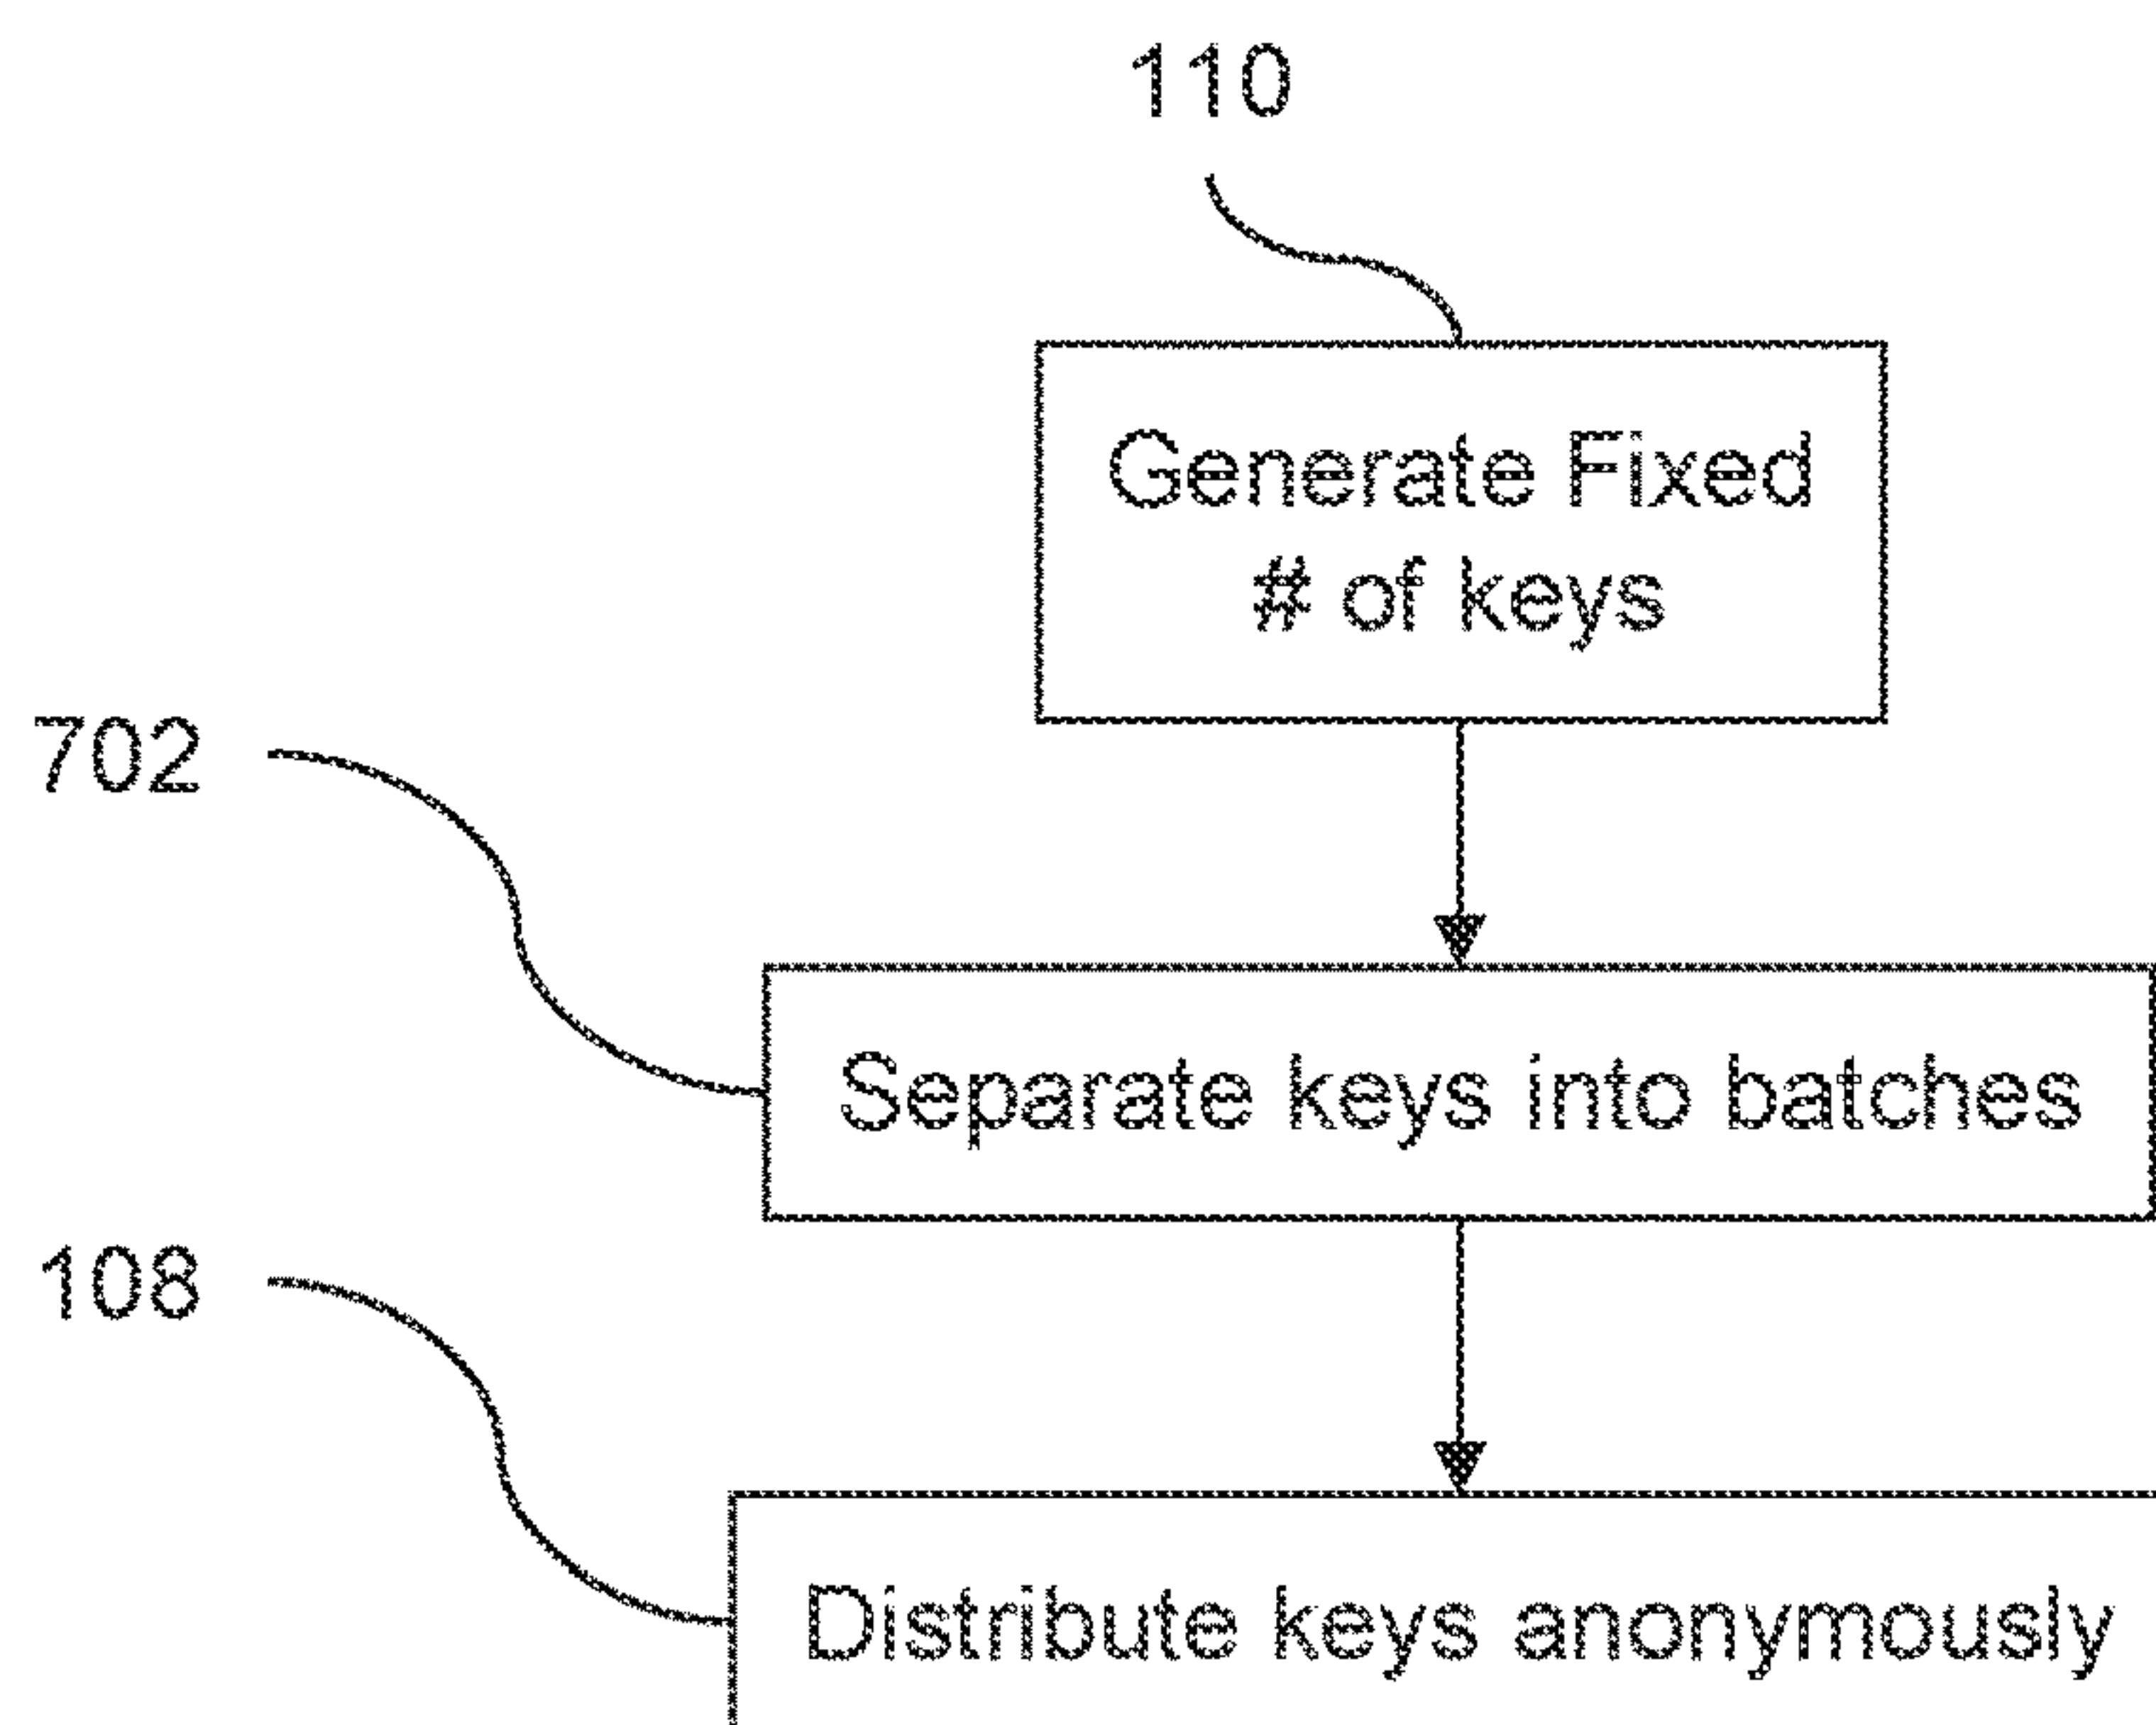 110
Generate Fixed
# of keys
702
Separate keys into batches
108
Distribute keys anonymously